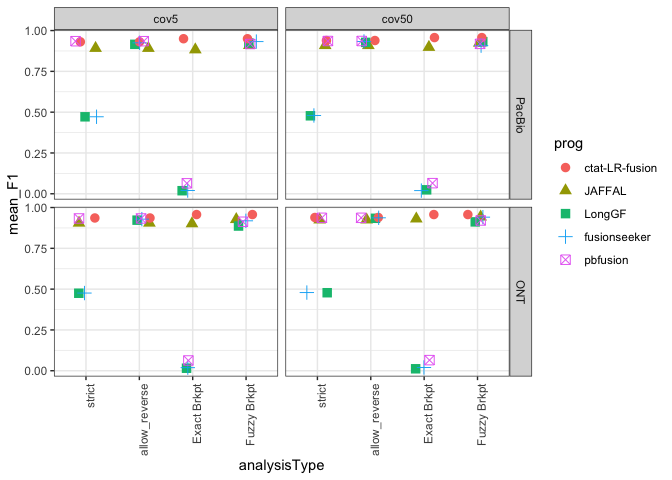 cov5
cov50
1.00
0.75
0.50
0.25
0.00
PacBio
1.00
0.75
0.50
0.25
0.00
ONT
mean_F1
strict
allow_reverse
Exact Brkpt
Fuzzy Brkpt
strict
allow_reverse
Exact Brkpt
Fuzzy Brkpt
analysisType
prog
ctat-LR-fusion
JAFFAL
LongGF
fusionseeker
pbfusion